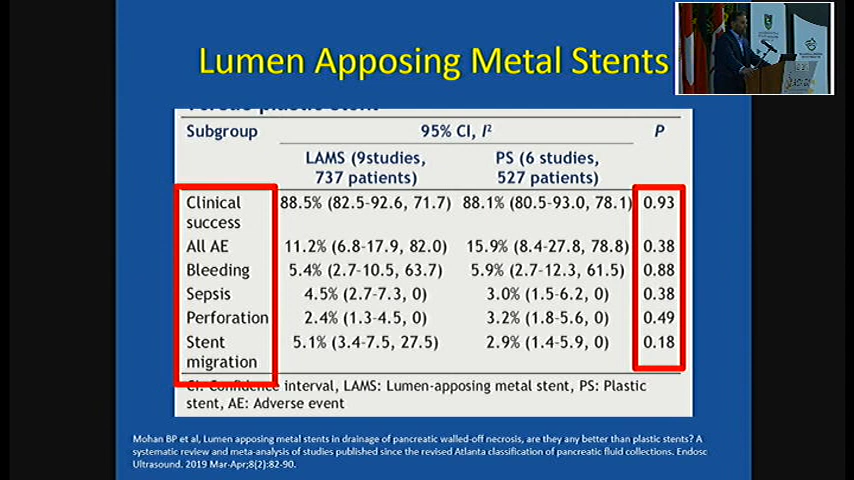 Lumen Apposing Metal Stents
Subgroup 95% CI, I² P
LAMS (9studies, PS (6 studies,
737 patients) 527 patients)
Clinical 88.5% (82.5-92.6, 71.7) 88.1% (80.5-93.0, 78.1) 0.93
success
All AE 11.2% (6.8-17.9, 82.0) 15.9% (8.4-27.8, 78.8) 0.38
Bleeding 5.4% (2.7-10.5, 63.7) 5.9% (2.7-12.3, 61.5) 0.88
Sepsis 4.5% (2.7-7.3, 0) 3.0% (1.5-6.2, 0) 0.38
Perforation 2.4% (1.3-4.5, 0) 3.2% (1.8-5.6, 0) 0.49
Stent 5.1% (3.4-7.5, 27.5) 2.9% (1.4-5.9, 0) 0.18
migration
CI: Confidence interval, LAMS: Lumen-apposing metal stent, PS: Plastic
stent, AE: Adverse event
Mohan BP et al, Lumen apposing metal stents in drainage of pancreatic walled-off necrosis, are they any better than plastic stents? A
systematic review and meta-analysis of studies published since the revised Atlanta classification of pancreatic fluid collections. Endosc
Ultrasound. 2019 Mar-Apr;8(2):82-90.